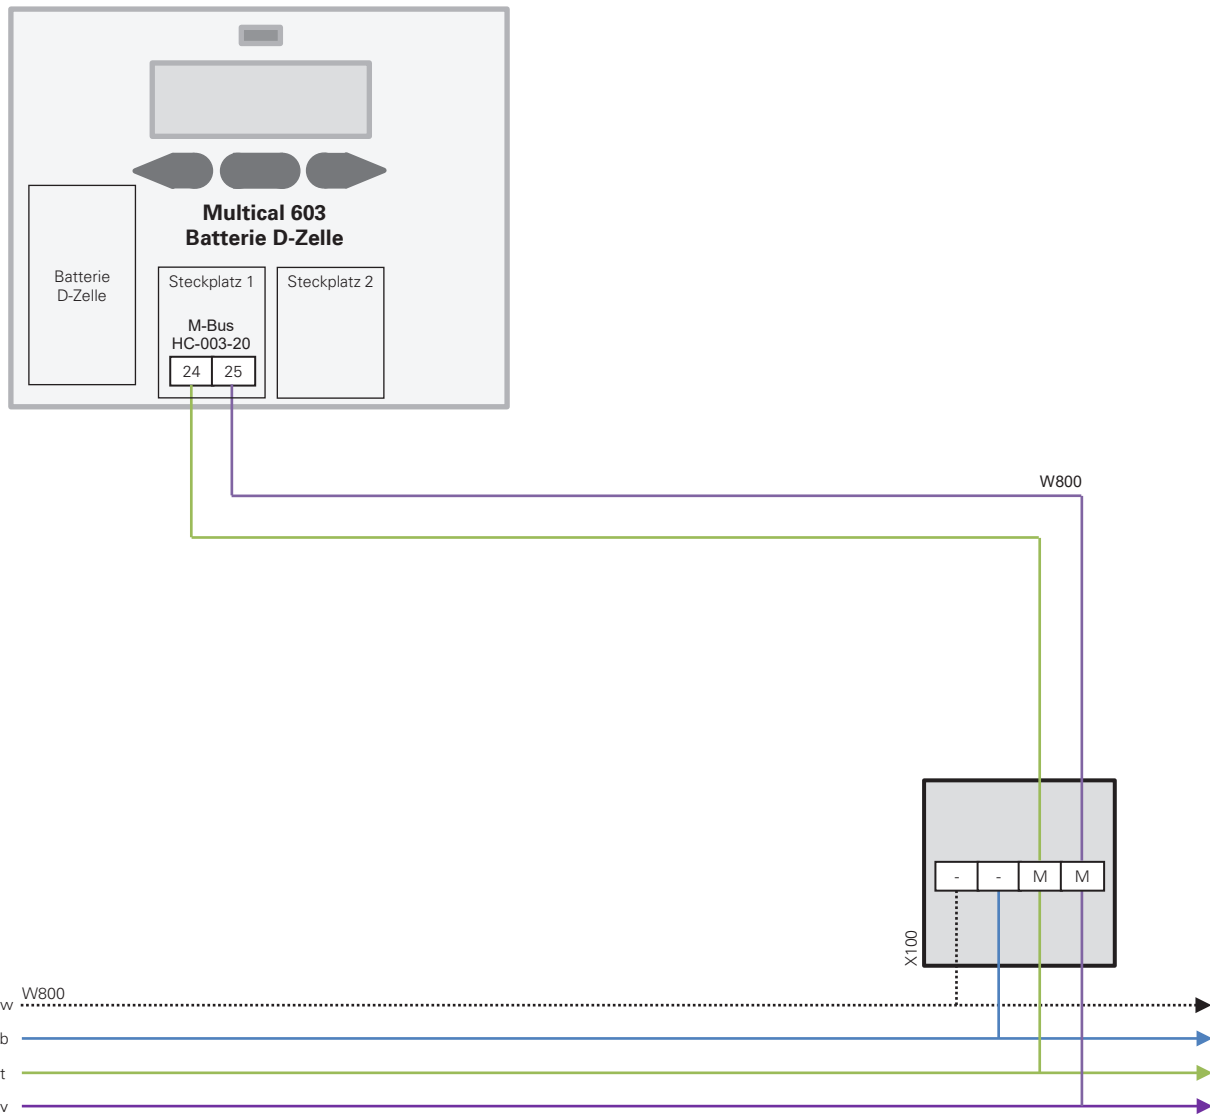 Multical 603
Batterie D-Zelle
Batterie
D-Zelle
Steckplatz 1
Steckplatz 2
M-Bus
HC-003-20
24
25
W800
- - M M
X100
W800
w
b
t
v